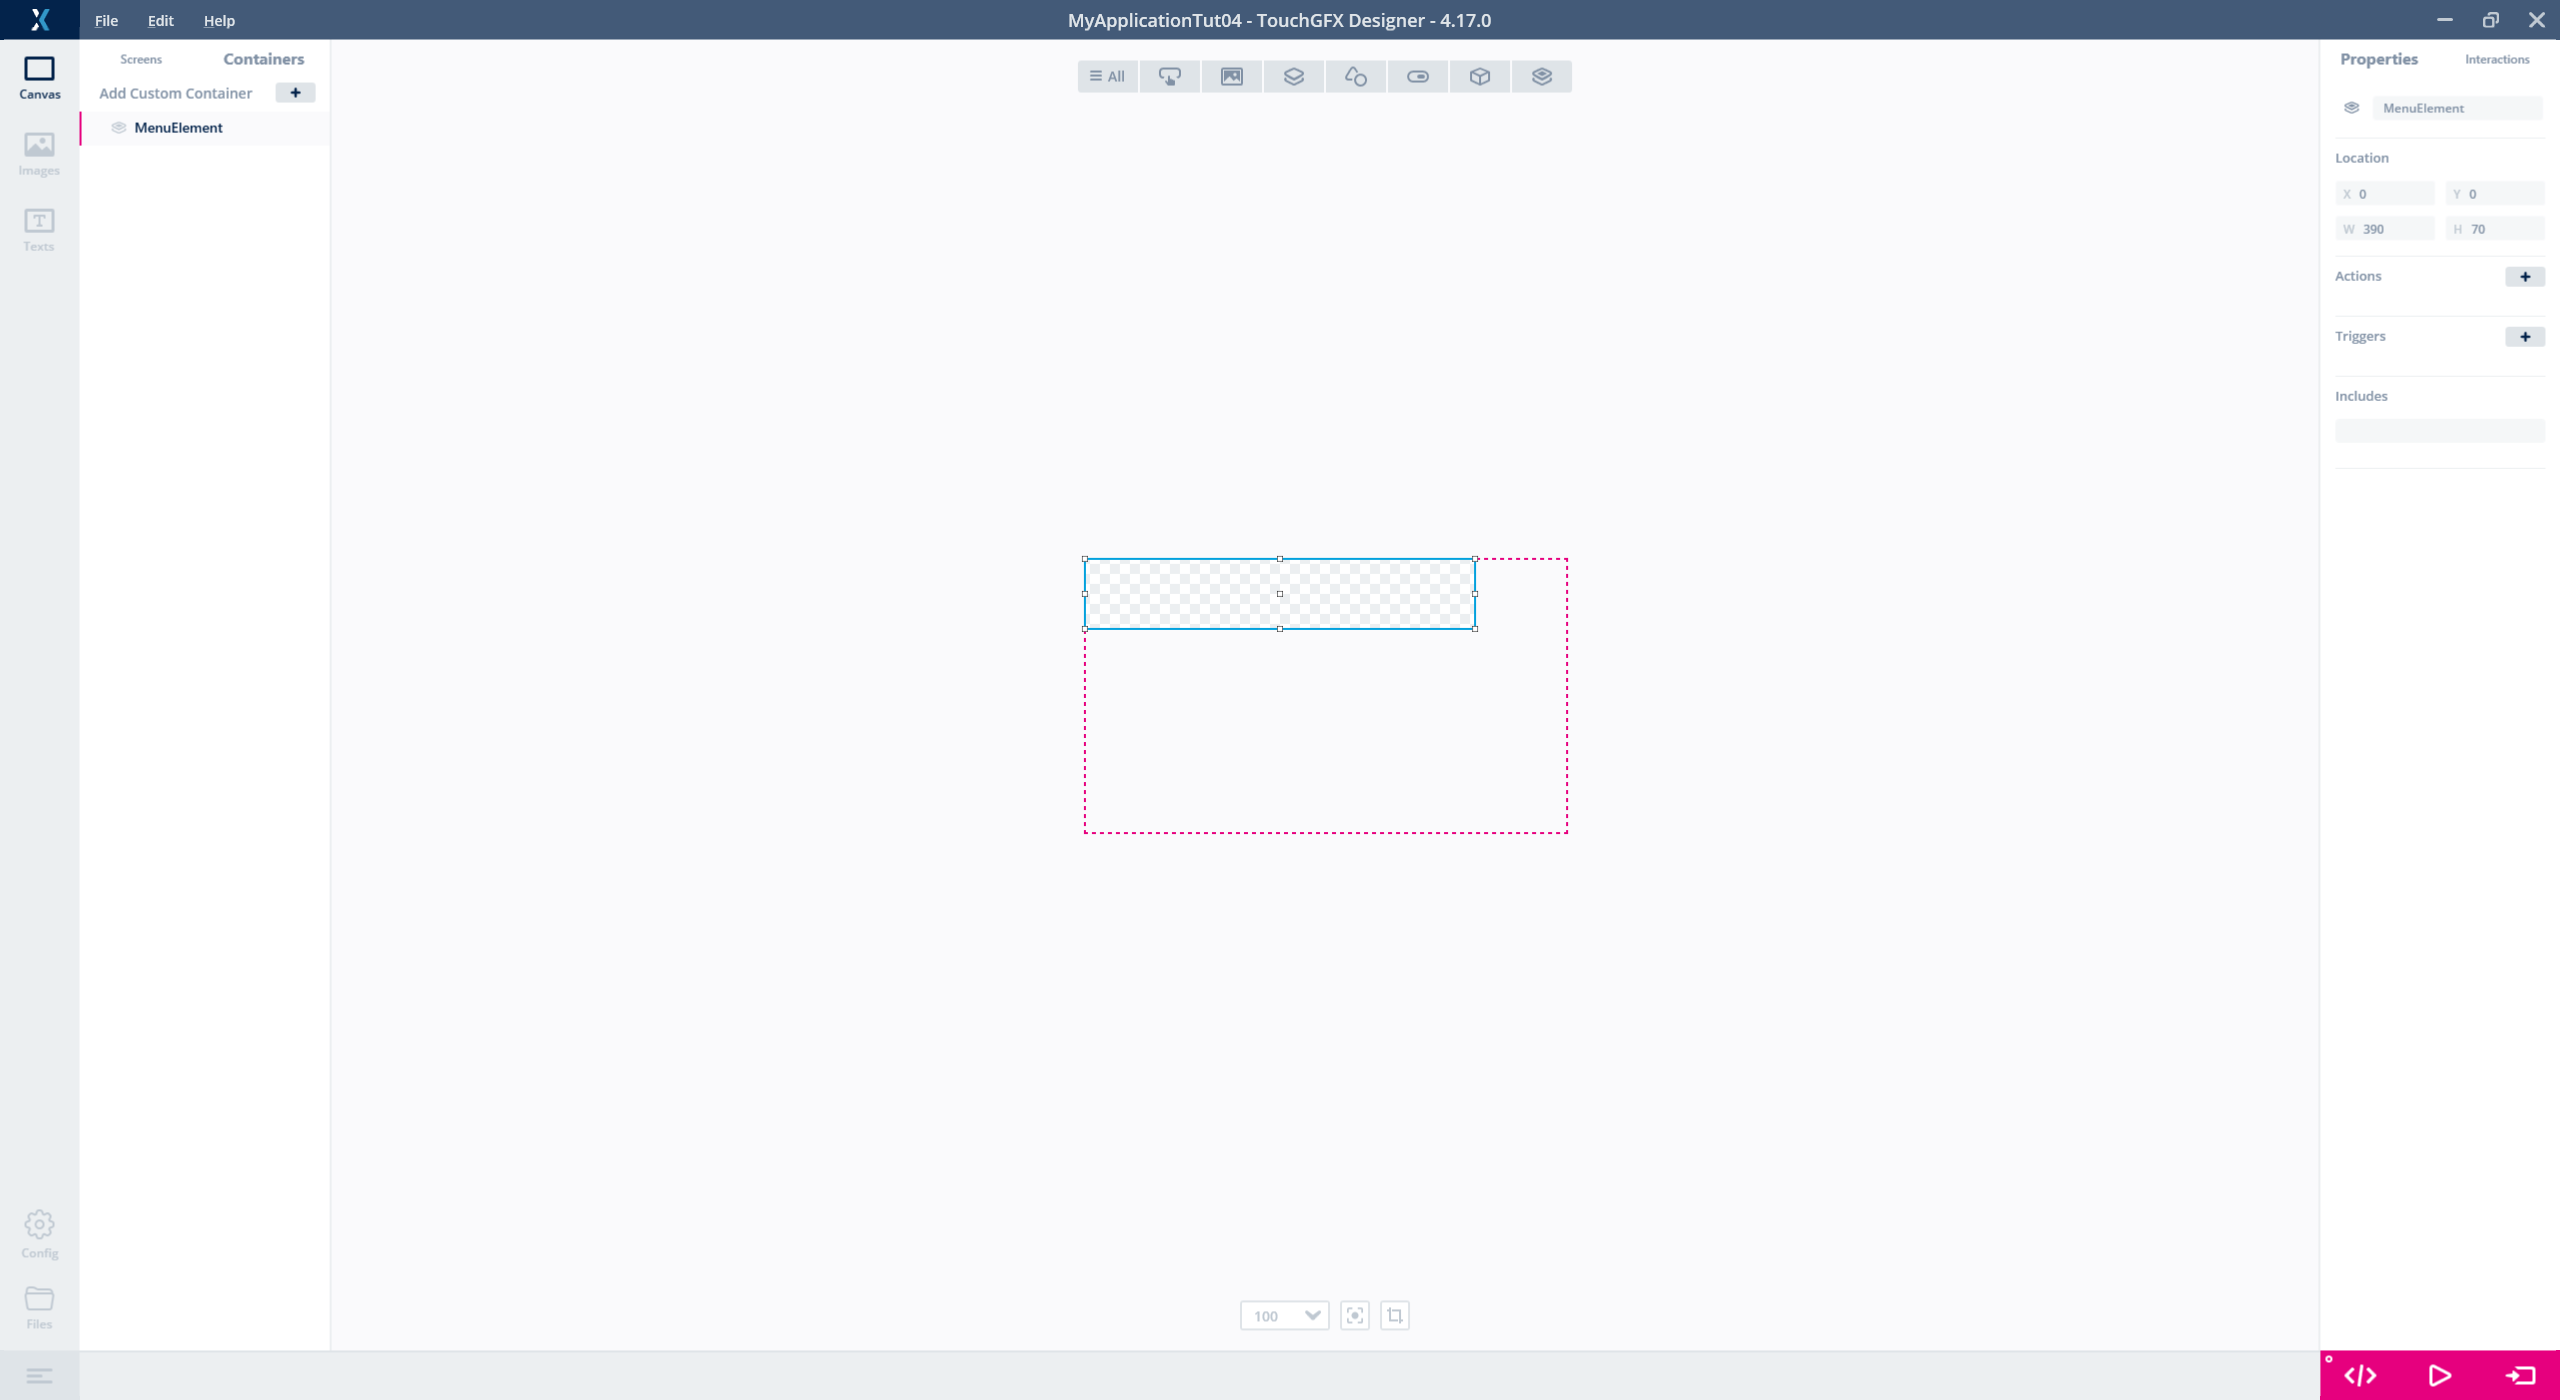 File Edit Help
MyApplicationTut04 - TouchGFX Designer - 4.17.0
Canvas
Images
Texts
Config
Files
Screens Containers
Add Custom Container
MenuElement
All
100
Properties Interactions
MenuElement
Location
X 0 Y 0
W 390 H 70
Actions
Triggers
Includes